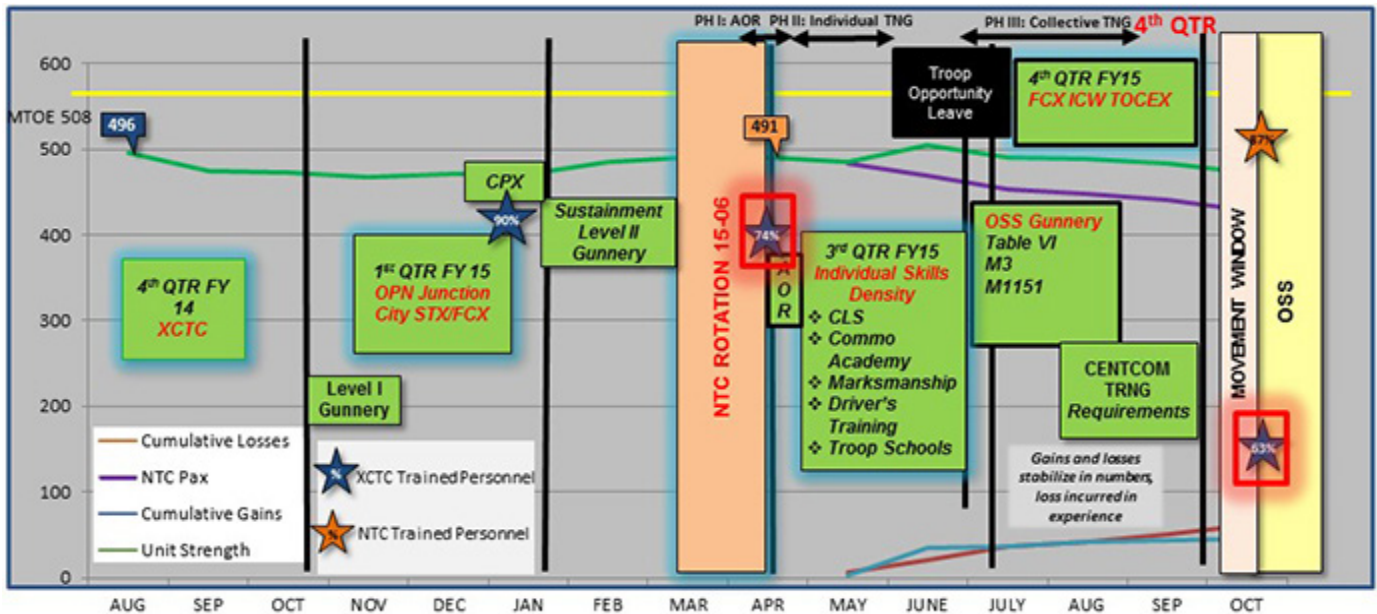 PH I: AOR
PH II: Individual TNG
PH III: Collective TNG
4th QTR
600
MTOE 508
500
400
300
200
100
0
496
4th QTR FY
14
XCTC
Level I
Gunnery
1st QTR FY 15
OPN Junction
City STX/FCX
CPX
90%
Sustainment
Level II
Gunnery
NTC ROTATION 15-06
491
74%
AOR
3rd QTR FY15
Individual Skills
Density
❖ CLS
❖ Commo
Academy
❖ Marksmanship
❖ Driver's
Training
❖ Troop Schools
Troop
Opportunity
Leave
4th QTR FY15
FCX ICW TOCEX
OSS Gunnery
Table VI
M3
M1151
CENTCOM
TRNG
Requirements
Gains and losses
stabilize in numbers,
loss incurred in
experience
MOVEMENT WINDOW
OSS
87%
63%
Cumulative Losses
NTC Pax
Cumulative Gains
Unit Strength
%
XCTC Trained Personnel
%
NTC Trained Personnel
AUG
SEP
OCT
NOV
DEC
JAN
FEB
MAR
APR
MAY
JUNE
JULY
AUG
SEP
OCT